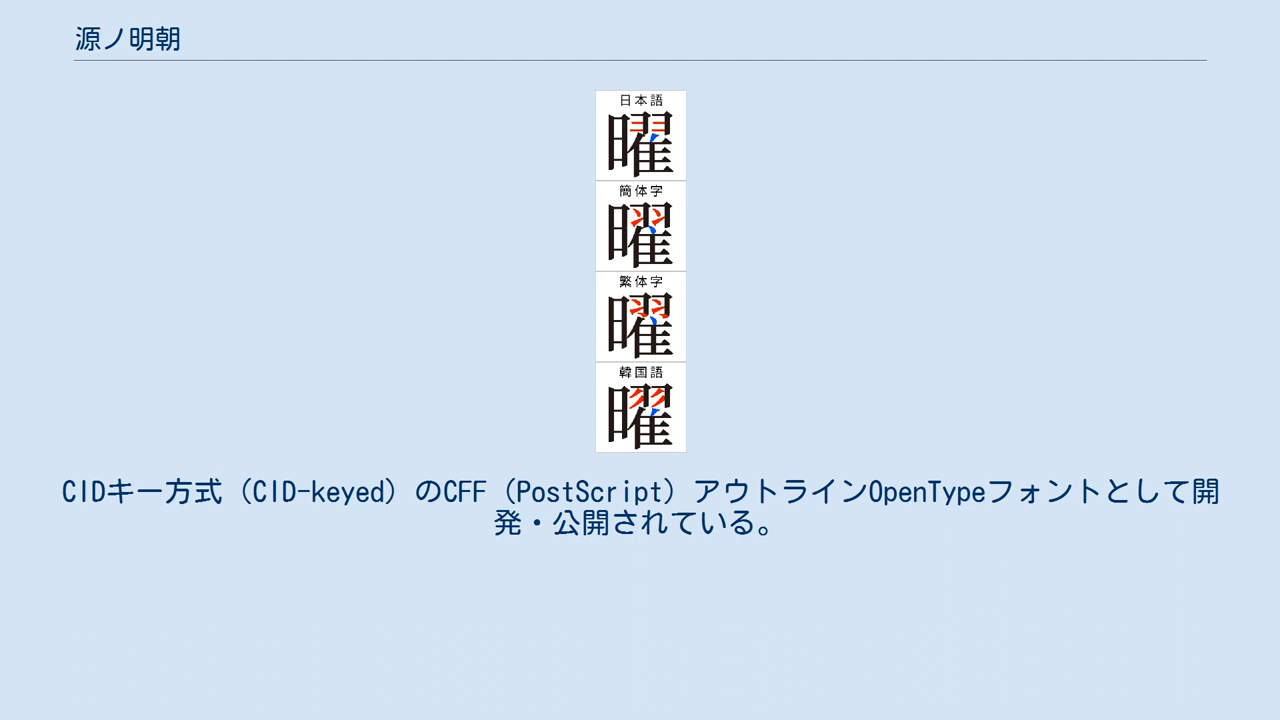 源ノ明朝
日本語
曜
簡体字
曜
繁体字
曜
韓国語
曜
CIDキー方式（CID-keyed）のCFF（PostScript）アウトラインOpenTypeフォントとして開
発・公開されている。